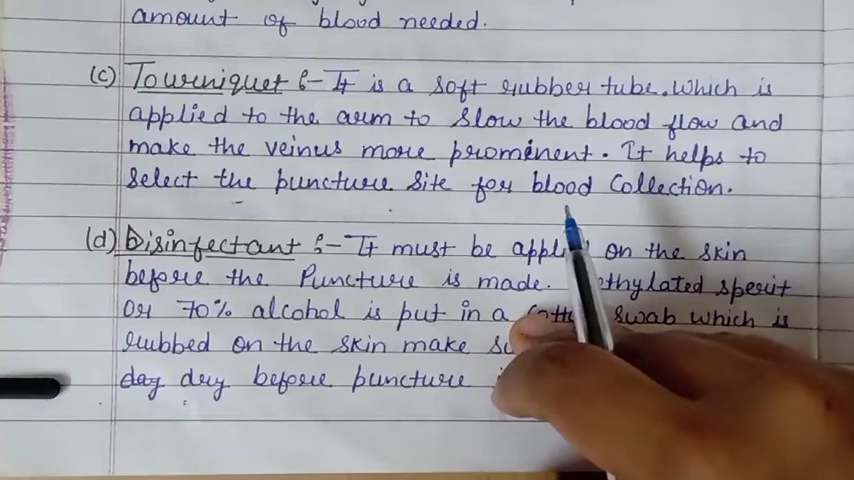 amount of blood needed.
(c) Tourniquet :- It is a soft rubber tube. Which is
applied to the arm to slow the blood flow and
make the veinus more prominent. It helps to
select the puncture site for blood collection.
(d) Disinfectant :- It must be applied on the skin
before the Puncture is made. thylated sperit
or 70% alcohol is put in a swab which is
rubbed on the skin make
day dry before puncture